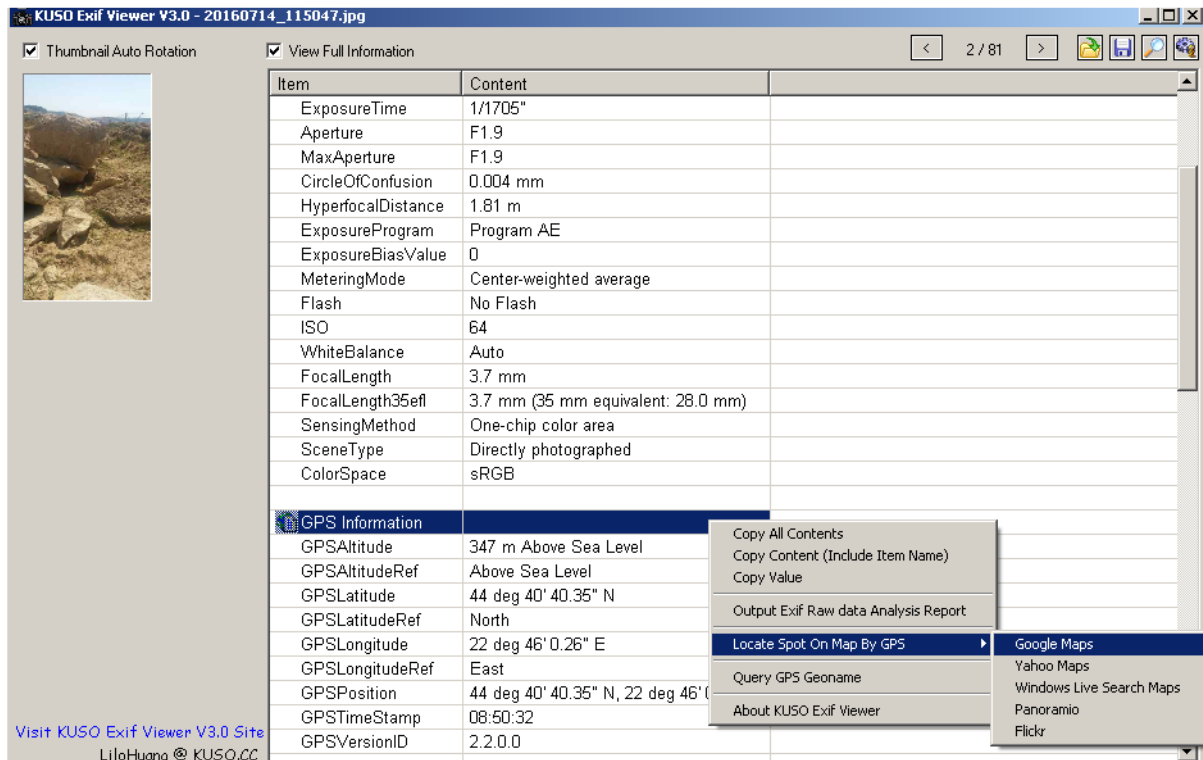 KUSO Exif Viewer V3.0 - 20160714_115047.jpg
Thumbnail Auto Rotation
View Full Information
< 2 / 81 >
Item Content
ExposureTime 1/1705"
Aperture F1.9
MaxAperture F1.9
CircleOfConfusion 0.004 mm
HyperfocalDistance 1.81 m
ExposureProgram Program AE
ExposureBiasValue 0
MeteringMode Center-weighted average
Flash No Flash
ISO 64
WhiteBalance Auto
FocalLength 3.7 mm
FocalLength35efl 3.7 mm (35 mm equivalent: 28.0 mm)
SensingMethod One-chip color area
SceneType Directly photographed
ColorSpace sRGB
GPS Information
GPSAltitude 347 m Above Sea Level
GPSAltitudeRef Above Sea Level
GPSLatitude 44 deg 40' 40.35" N
GPSLatitudeRef North
GPSLongitude 22 deg 46' 0.26" E
GPSLongitudeRef East
GPSPosition 44 deg 40' 40.35" N, 22 deg 46'
GPSTimeStamp 08:50:32
GPSVersionID 2.2.0.0
Copy All Contents
Copy Content (Include Item Name)
Copy Value
Output Exif Raw data Analysis Report
Locate Spot On Map By GPS
Query GPS Geoname
About KUSO Exif Viewer
Google Maps
Yahoo Maps
Windows Live Search Maps
Panoramio
Flickr
Visit KUSO Exif Viewer V3.0 Site
LiloHuang @ KUSO.CC